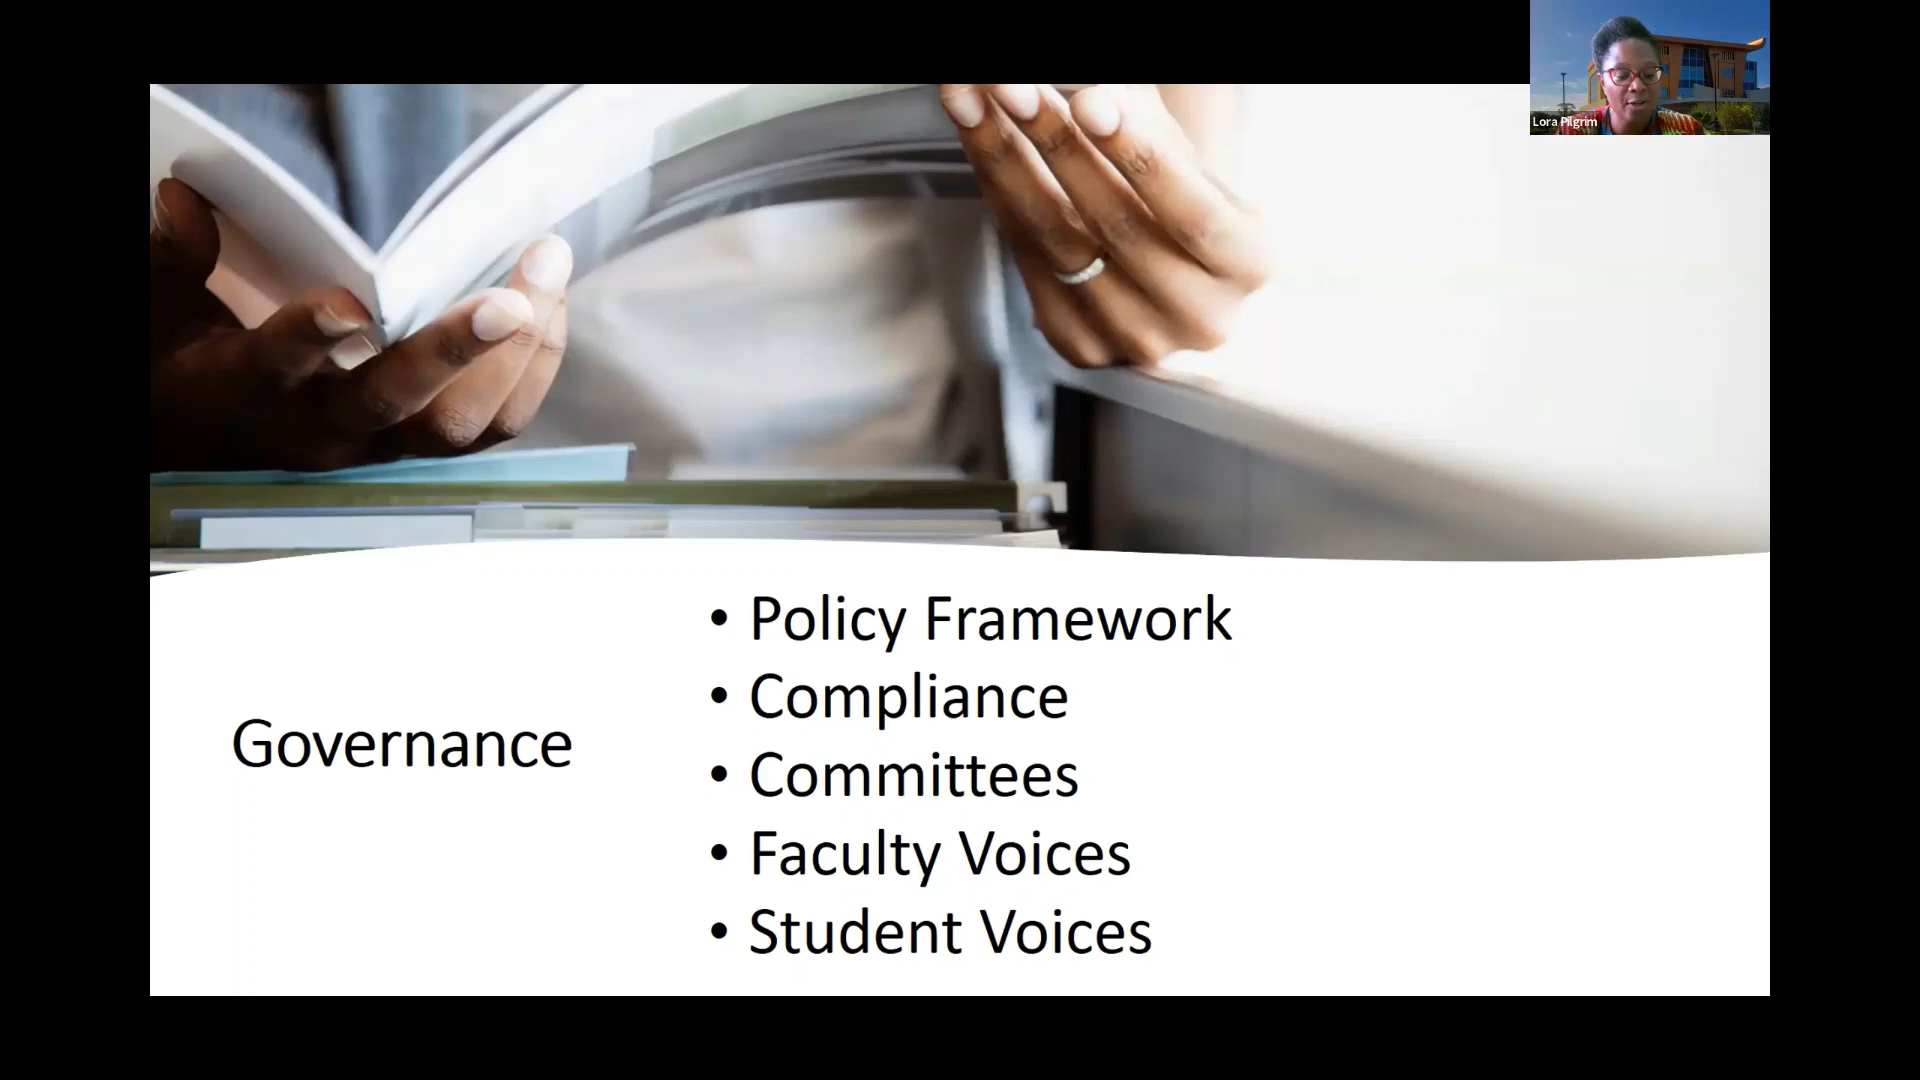 Lora Pilgrim
Governance
• Policy Framework
• Compliance
• Committees
• Faculty Voices
• Student Voices